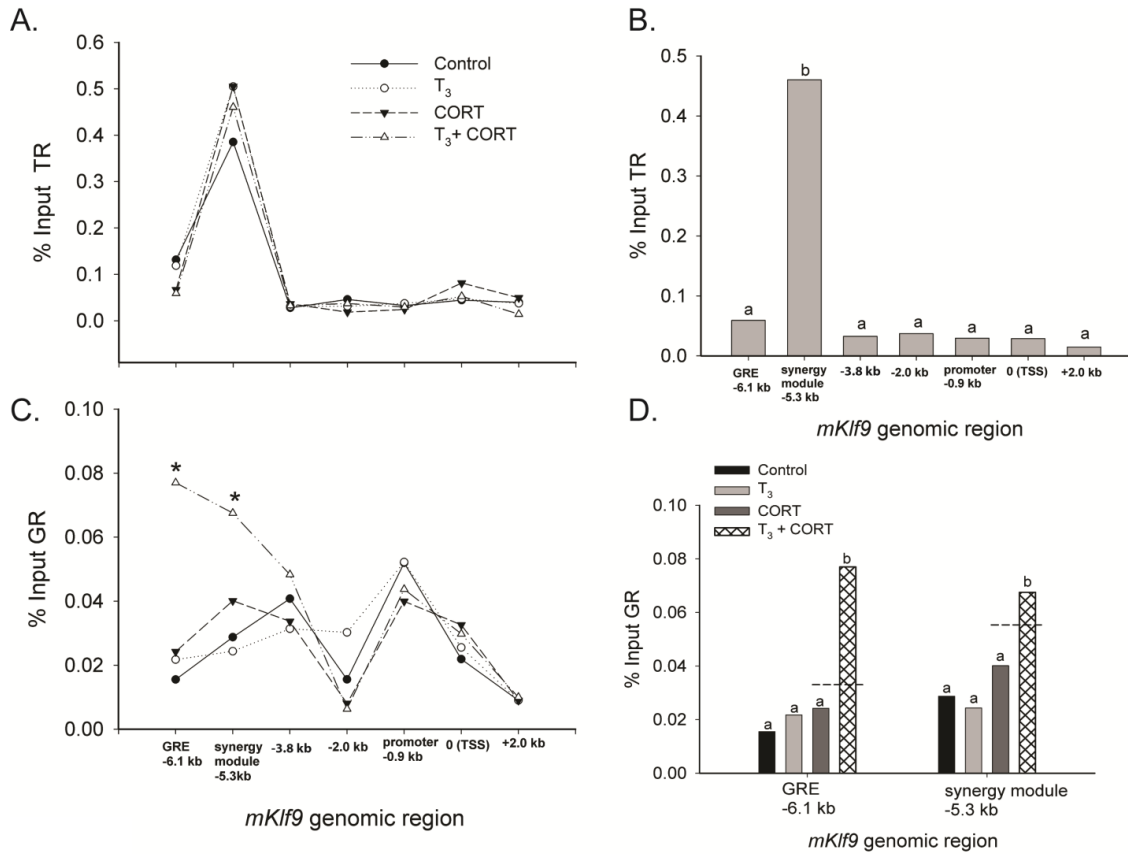 A.
0.6
0.5
0.4
0.3
0.2
0.1
0.0
% Input TR
Control
T3
CORT
T3+ CORT
B.
0.5
0.4
0.3
0.2
0.1
0.0
% Input TR
a
b
a
a
a
a
a
GRE
-6.1 kb
synergy
module
-5.3 kb
-3.8 kb
-2.0 kb
promoter
-0.9 kb
0 (TSS)
+2.0 kb
mKlf9 genomic region
C.
0.10
0.08
0.06
0.04
0.02
0.00
% Input GR
*
*
GRE
-6.1 kb
synergy
module
-5.3kb
-3.8 kb
-2.0 kb
promoter
-0.9 kb
0 (TSS)
+2.0 kb
mKlf9 genomic region
D.
Control
T3
CORT
T3 + CORT
0.10
0.08
0.06
0.04
0.02
0.00
% Input GR
a
a
a
b
a
a
a
b
GRE
-6.1 kb
synergy module
-5.3 kb
mKlf9 genomic region